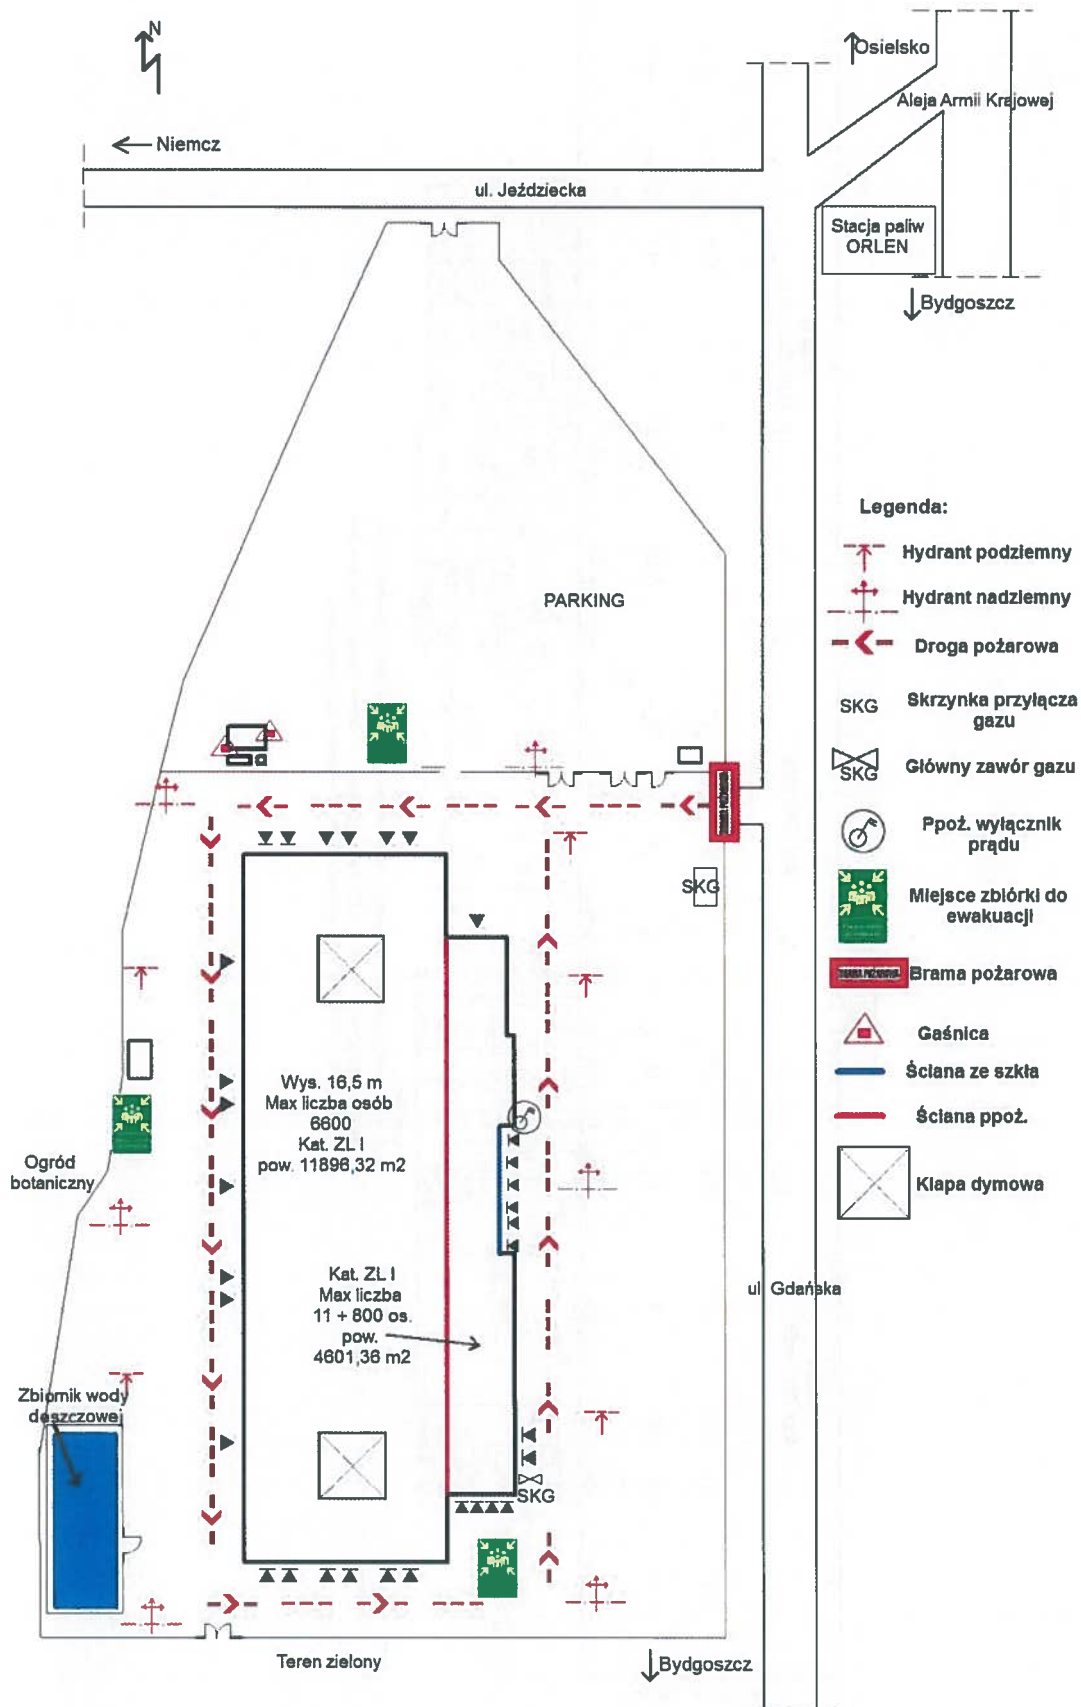 N
Osielsko
Aleja Armii Krajowej
Niemcz
ul. Jeździecka
Stacja paliw
ORLEN
Bydgoszcz
Legenda:
Hydrant podziemny
Hydrant nadziemny
Droga pożarowa
SKG
Skrzynka przyłącza
gazu
SKG
Główny zawór gazu
Ppoż. wyłącznik
prądu
Miejsce zbiórki do
ewakuacji
Brama pożarowa
Gaśnica
Ściana ze szkła
Ściana ppoż.
Klapa dymowa
PARKING
SKG
Wys. 16,5 m
Max liczba osób
6600
Kat. ZL I
pow. 11896,32 m2
Ogród
botaniczny
Kat. ZL I
Max liczba
11 + 800 os.
pow.
4601,36 m2
ul. Gdańska
Zbiornik wody
deszczowej
SKG
Teren zielony
Bydgoszcz